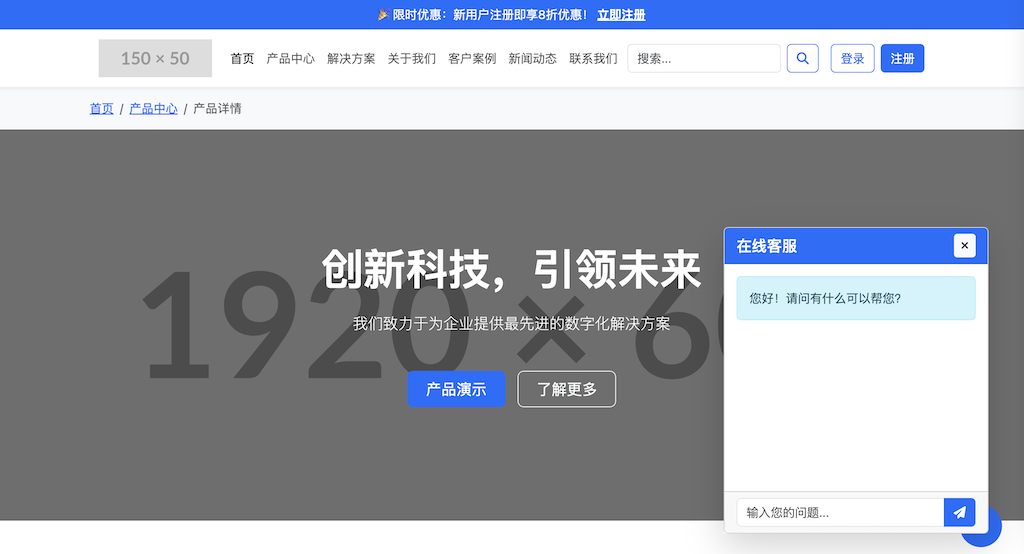 🎉 限时优惠：新用户注册即享8折优惠！ 立即注册
150 × 50
首页 产品中心 解决方案 关于我们 客户案例 新闻动态 联系我们 搜索... 登录 注册
首页 / 产品中心 / 产品详情
1920 × 60
创新科技，引领未来
我们致力于为企业提供最先进的数字化解决方案
产品演示 了解更多
在线客服 ×
您好！请问有什么可以帮您？
输入您的问题...